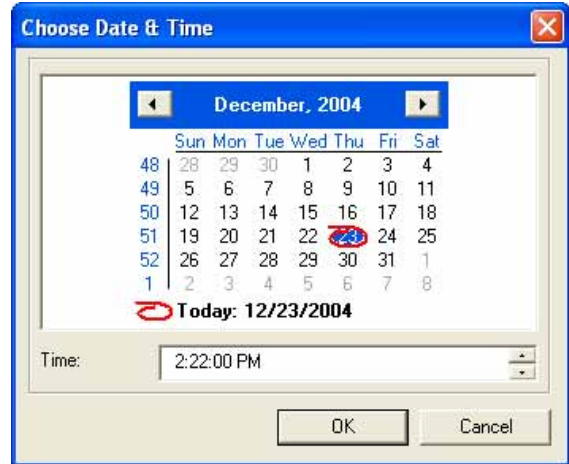 Choose Date & Time
December, 2004
Sun Mon Tue Wed Thu Fri Sat
48 28 29 30 1 2 3 4
49 5 6 7 8 9 10 11
50 12 13 14 15 16 17 18
51 19 20 21 22 23 24 25
52 26 27 28 29 30 31 1
1 2 3 4 5 6 7 8
Today: 12/23/2004
Time: 2:22:00 PM
OK Cancel